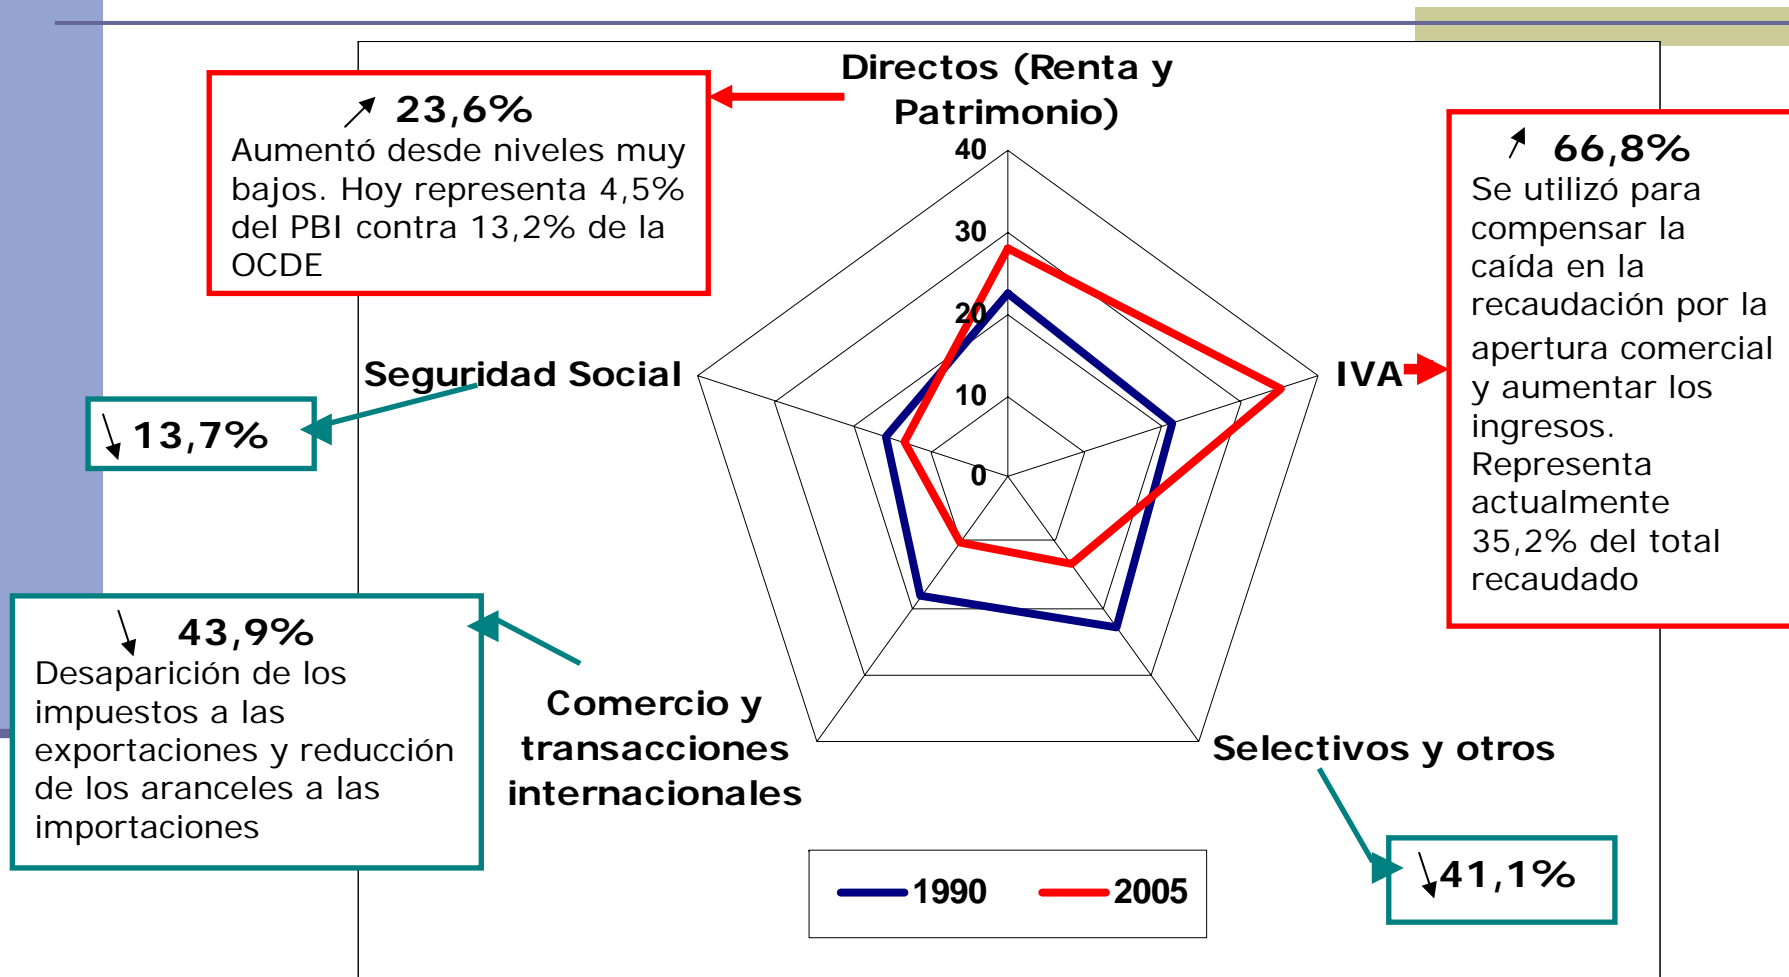 Directos (Renta y
Patrimonio)
23,6%
Aumentó desde niveles muy
bajos. Hoy representa 4,5%
del PBI contra 13,2% de la
OCDE
66,8%
Se utilizó para
compensar la
caída en la
recaudación por la
apertura comercial
y aumentar los
ingresos.
Representa
actualmente
35,2% del total
recaudado
40
30
20
10
0
Seguridad Social
IVA
13,7%
43,9%
Desaparición de los
impuestos a las
exportaciones y reducción
de los aranceles a las
importaciones
Comercio y
transacciones
internacionales
Selectivos y otros
41,1%
1990
2005